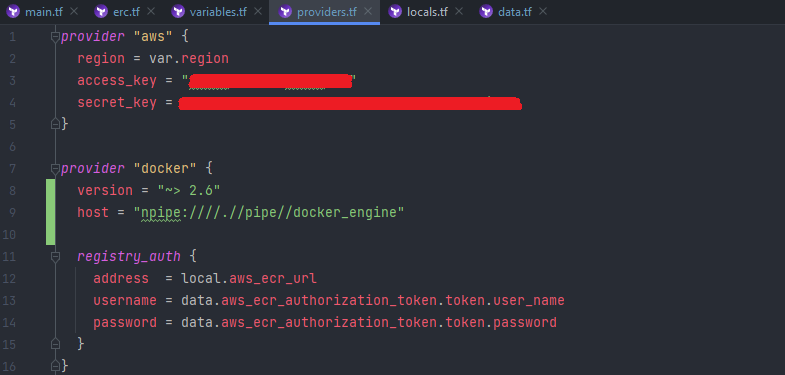 main.tf erc.tf variables.tf providers.tf locals.tf data.tf
1 provider "aws" {
2 region = var.region
3 access_key = " "
4 secret_key =
5 }
6
7 provider "docker" {
8 version = "~> 2.6"
9 host = "npipe:////.//pipe//docker_engine"
10
11 registry_auth {
12 address = local.aws_ecr_url
13 username = data.aws_ecr_authorization_token.token.user_name
14 password = data.aws_ecr_authorization_token.token.password
15 }
16 }